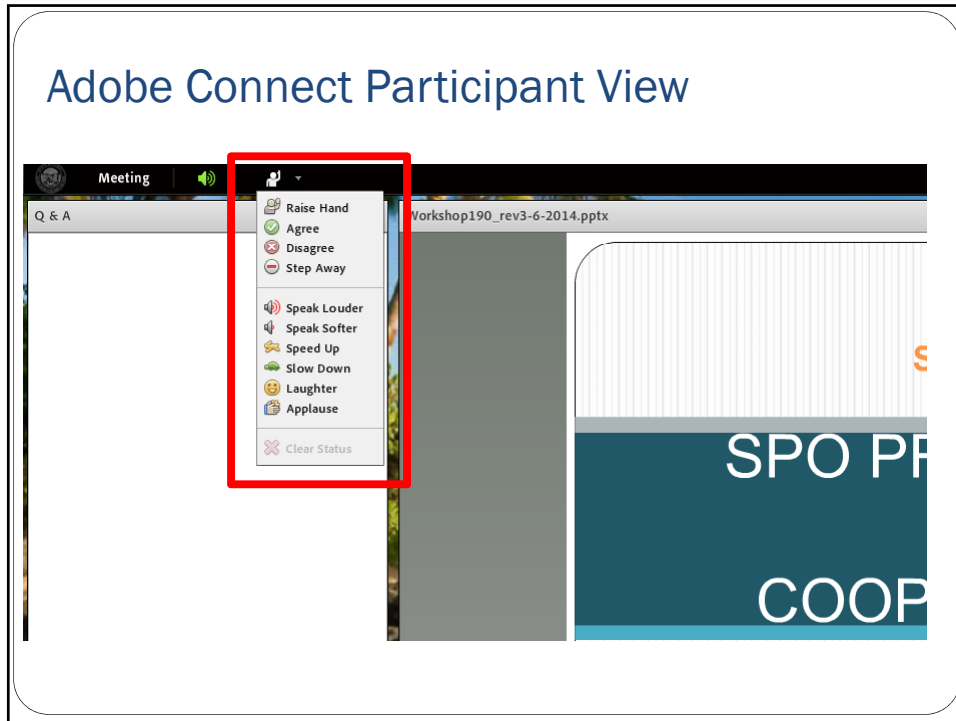 Adobe Connect Participant View
Meeting
Q & A
Raise Hand
Agree
Disagree
Step Away
Speak Louder
Speak Softer
Speed Up
Slow Down
Laughter
Applause
Clear Status
Workshop190_rev3-6-2014.pptx
S
SPO PR
COOP